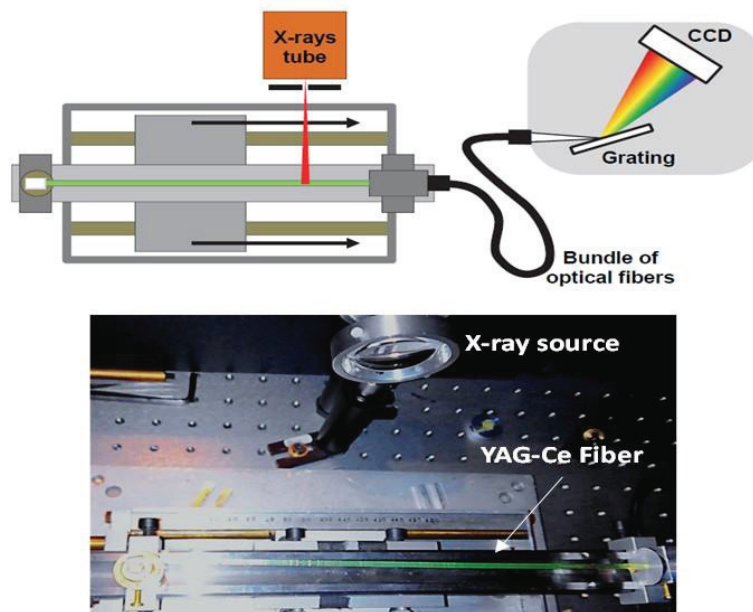 X-rays
tube
CCD
Grating
Bundle of
optical fibers
X-ray source
YAG-Ce Fiber